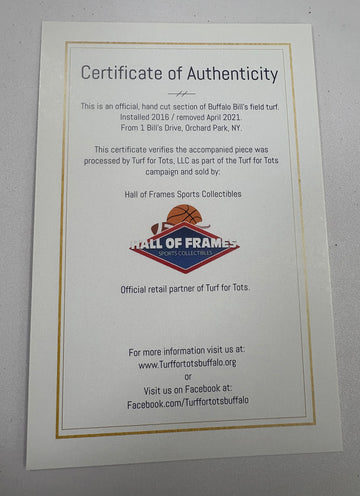 Certificate of Authenticity
This is an official, hand cut section of Buffalo Bill's field turf.
Installed 2016 / removed April 2021.
From 1 Bill's Drive, Orchard Park, NY.
This certificate verifies the accompanied piece was
processed by Turf for Tots, LLC as part of the Turf for Tots
campaign and sold by:
Hall of Frames Sports Collectibles
HALL OF FRAMES
SPORTS COLLECTIBLES
Official retail partner of Turf for Tots.
For more information visit us at:
www.Turffortotsbuffalo.org
or
Visit us on Facebook at:
Facebook.com/Turffortotsbuffalo